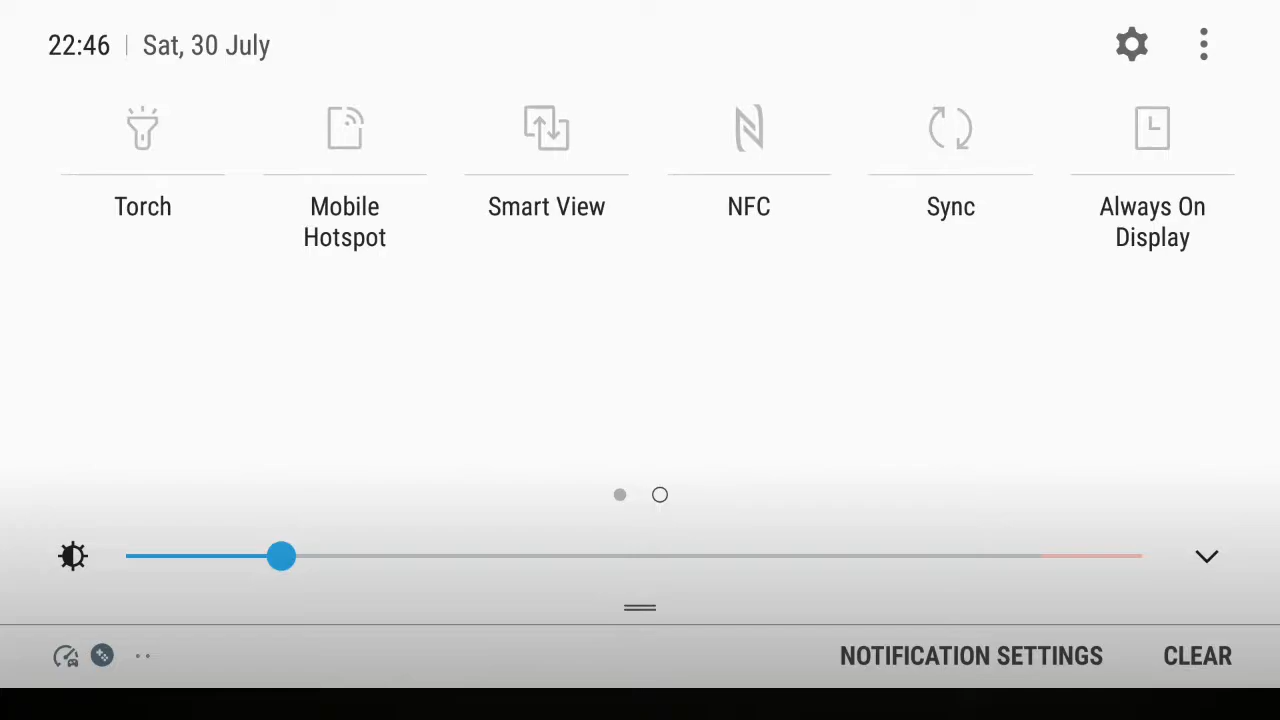 22:46 | Sat, 30 July
Torch
Mobile
Hotspot
Smart View
NFC
Sync
Always On
Display
NOTIFICATION SETTINGS
CLEAR